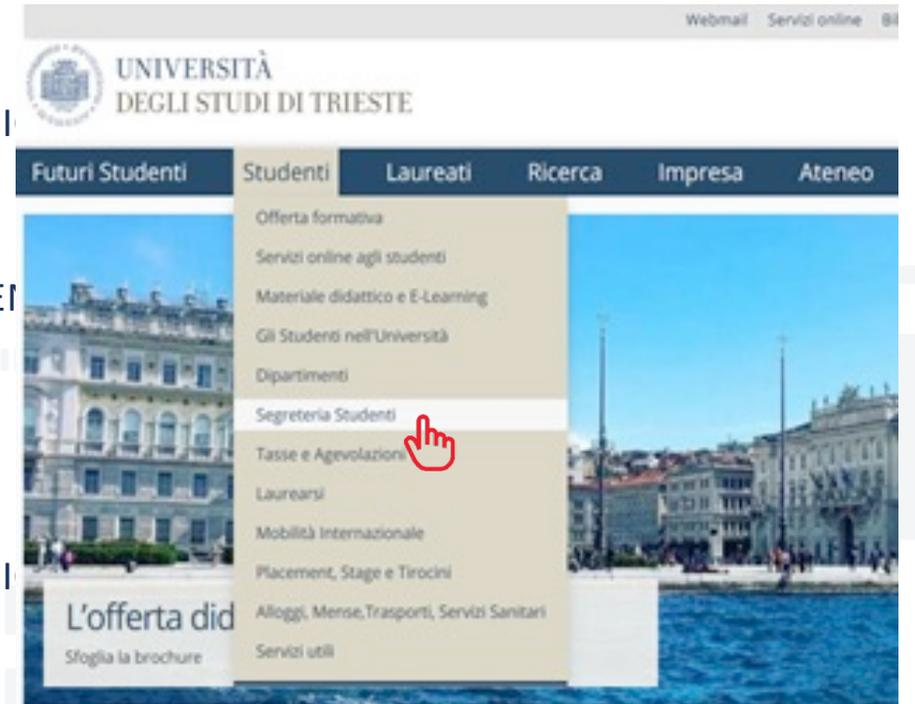 Webmail Servizi online
UNIVERSITÀ
DEGLI STUDI DI TRIESTE
Futuri Studenti Studenti Laureati Ricerca Impresa Ateneo
Offerta formativa
Servizi online agli studenti
Materiale didattico e E-Learning
Gli Studenti nell'Università
Dipartimenti
Segreteria Studenti
Tasse e Agevolazioni
Laurearsi
Mobilità Internazionale
Placement, Stage e Tirocini
Alloggi, Mense,Trasporti, Servizi Sanitari
Servizi utili
L'offerta did
Sfoglia la brochure